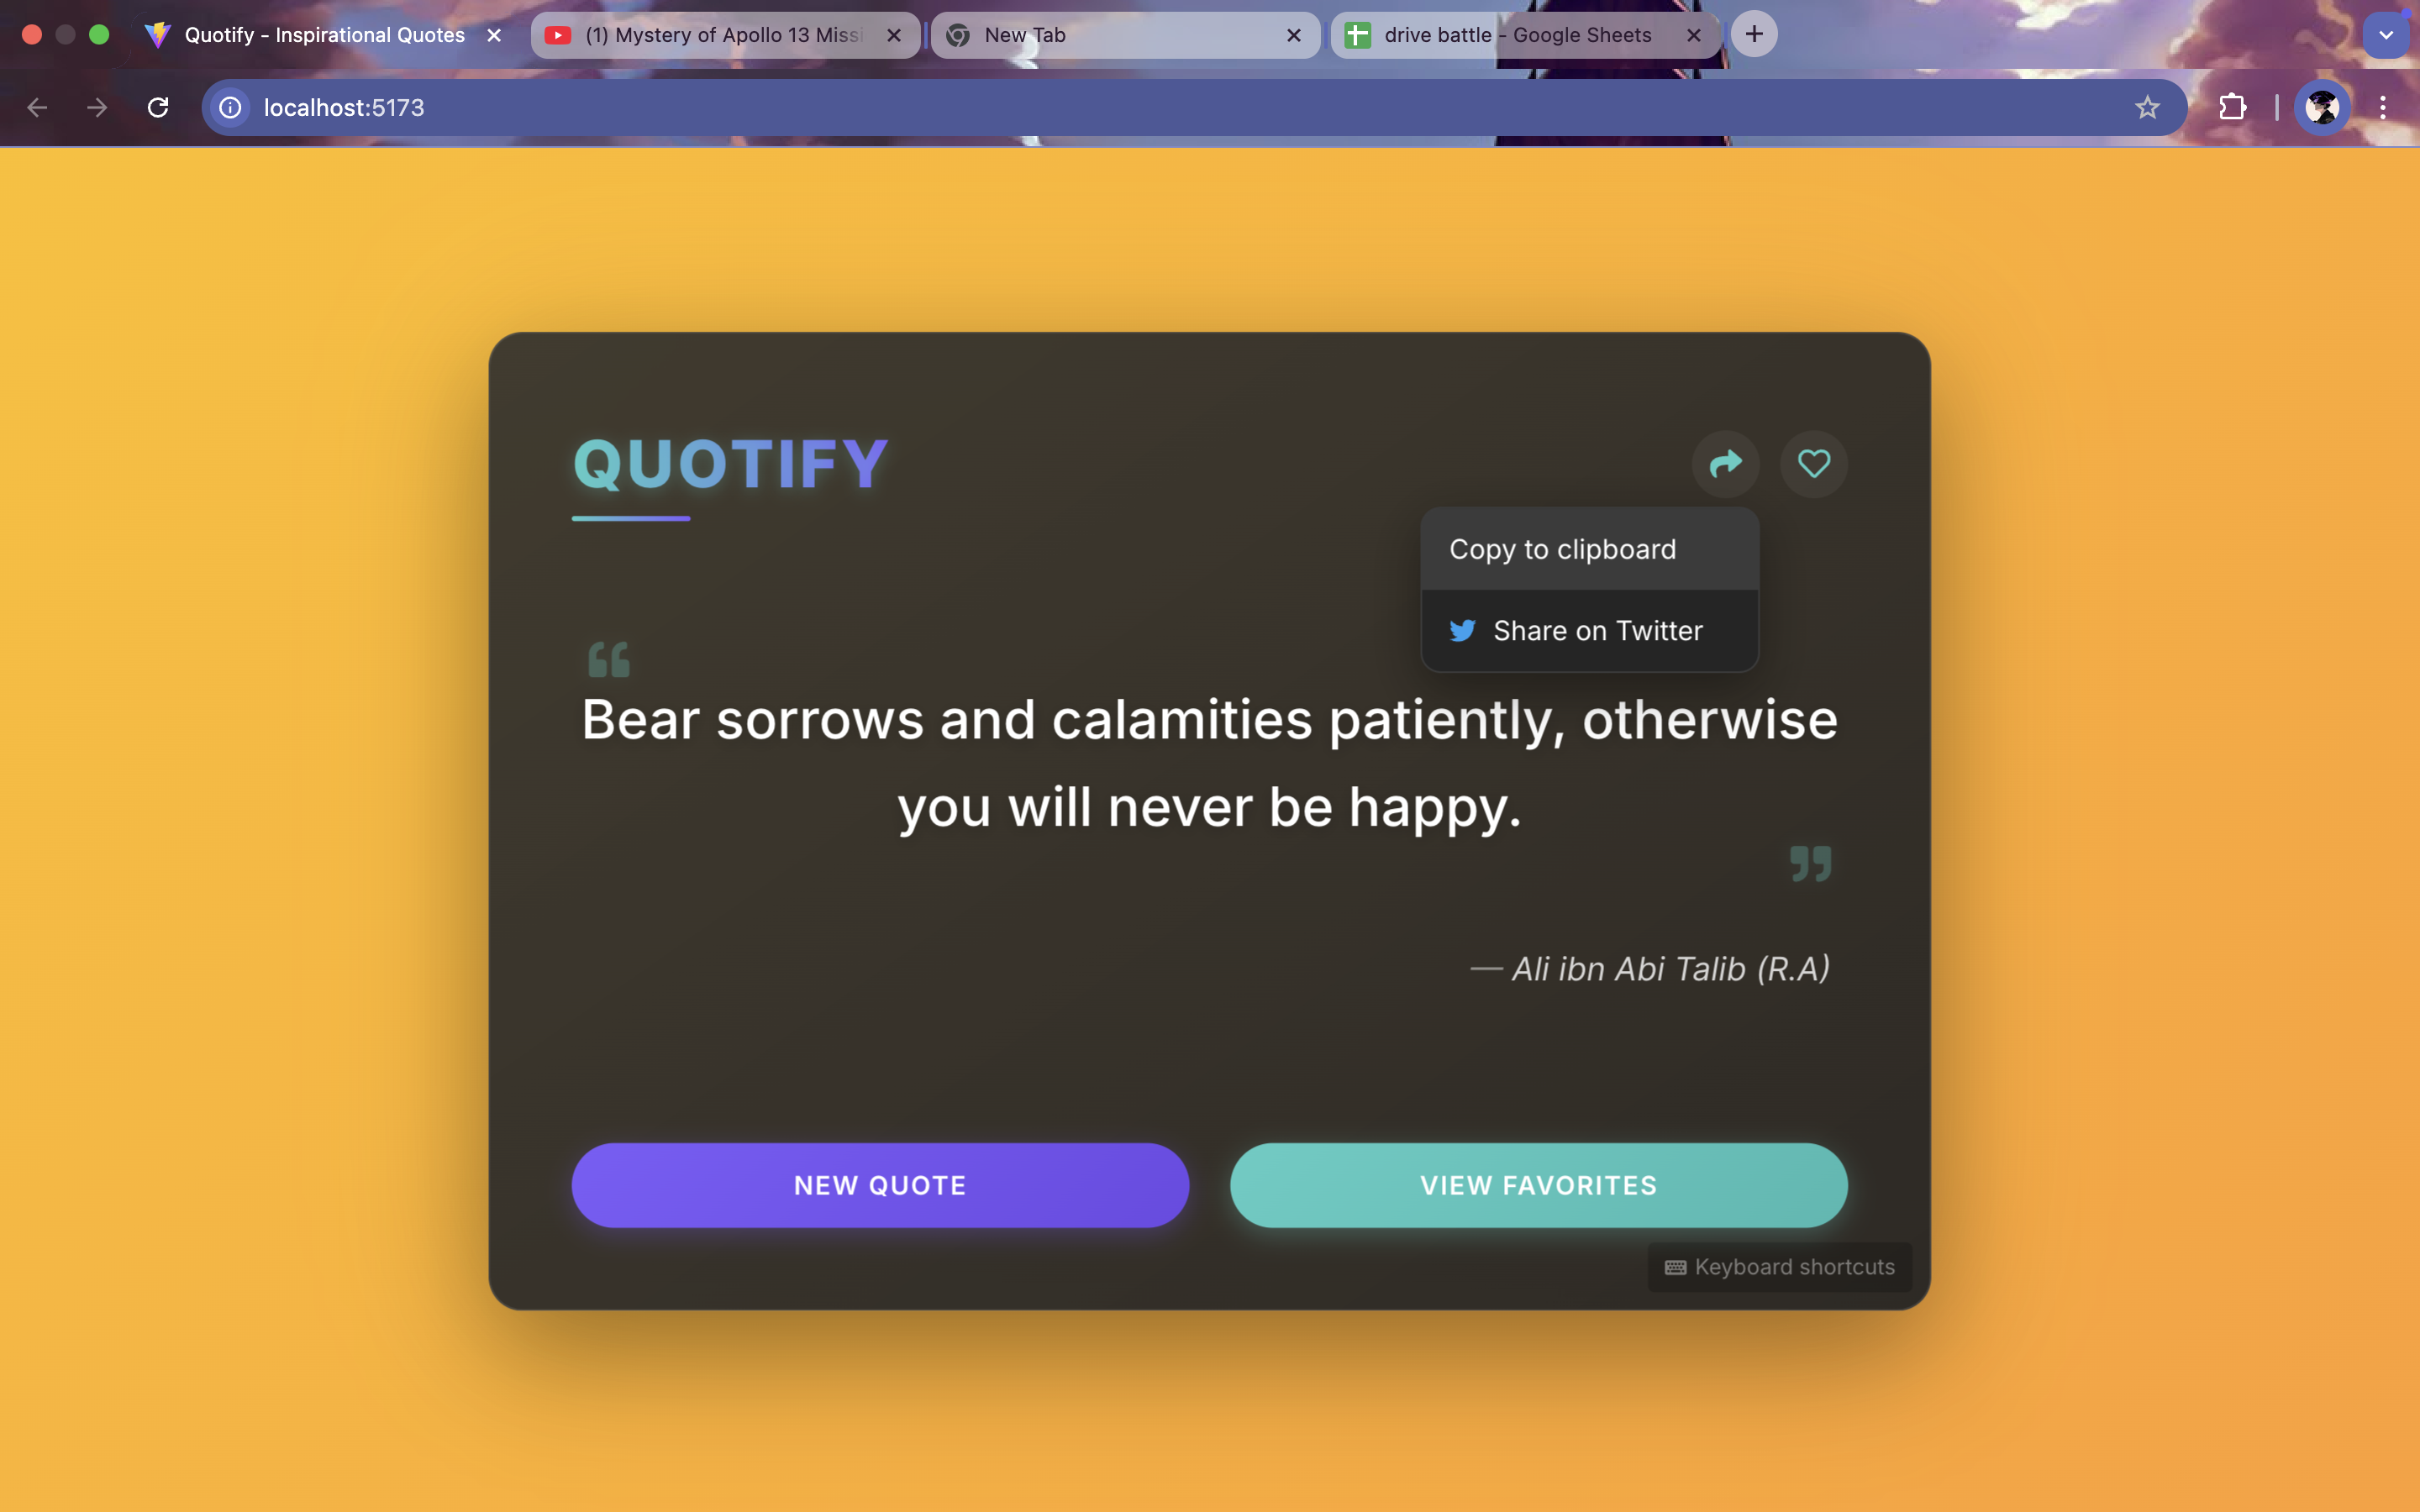 Quotify - Inspirational Quotes
(1) Mystery of Apollo 13 Missi
New Tab
drive battle - Google Sheets
localhost:5173
QUOTIFY
Copy to clipboard
Share on Twitter
“
Bear sorrows and calamities patiently, otherwise
you will never be happy.
”
— Ali ibn Abi Talib (R.A)
NEW QUOTE
VIEW FAVORITES
Keyboard shortcuts